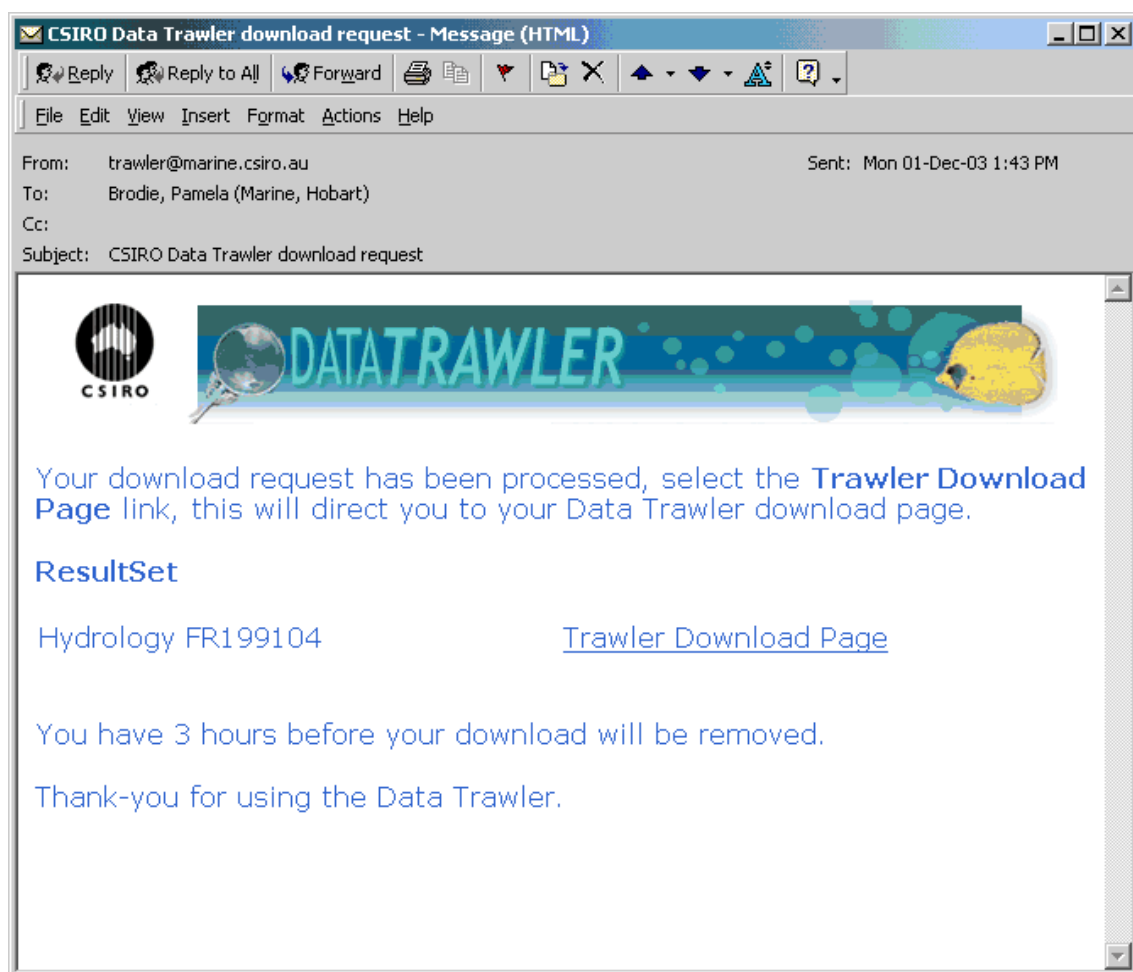 CSIRO Data Trawler download request - Message (HTML)
Reply Reply to All Forward
File Edit View Insert Format Actions Help
From: trawler@marine.csiro.au Sent: Mon 01-Dec-03 1:43 PM
To: Brodie, Pamela (Marine, Hobart)
Cc:
Subject: CSIRO Data Trawler download request
CSIRO
DATATRAWLER
Your download request has been processed, select the Trawler Download
Page link, this will direct you to your Data Trawler download page.
ResultSet
Hydrology FR199104 Trawler Download Page
You have 3 hours before your download will be removed.
Thank-you for using the Data Trawler.